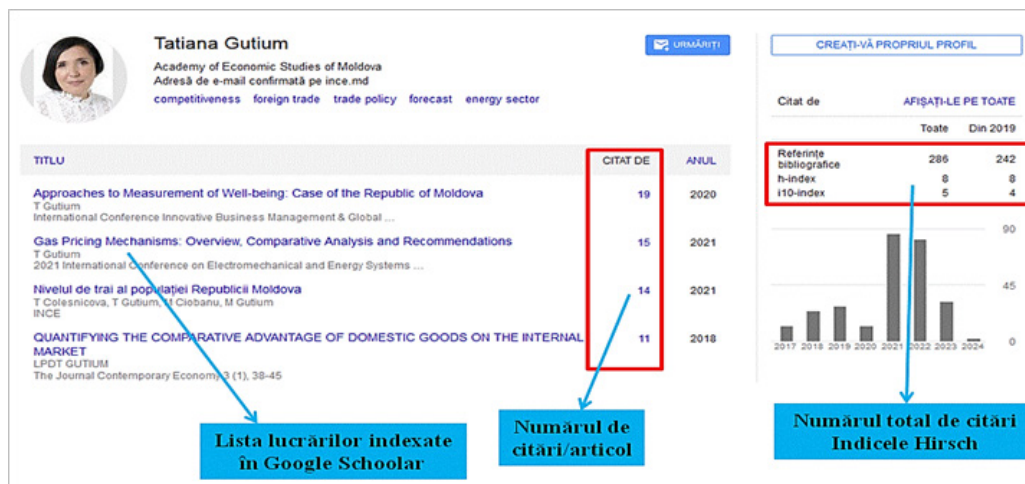 Tatiana Gutium
URMĂRIȚI
Academy of Economic Studies of Moldova
Adresă de e-mail confirmată pe ince.md
competitiveness foreign trade trade policy forecast energy sector
TITLU CITAT DE ANUL
Approaches to Measurement of Well-being: Case of the Republic of Moldova 19 2020
T Gutium
International Conference Innovative Business Management & Global ...
Gas Pricing Mechanisms: Overview, Comparative Analysis and Recommendations 15 2021
T Gutium
2021 International Conference on Electromechanical and Energy Systems ...
Nivelul de trai al populației Republicii Moldova 14 2021
T Colesnicova, T Gutium, M Ciobanu, M Gutium
INCE
QUANTIFYING THE COMPARATIVE ADVANTAGE OF DOMESTIC GOODS ON THE INTERNAL 11 2018
MARKET
LPDT GUTIUM
The Journal Contemporary Economy 3 (1), 38-45
Lista lucrărilor indexate
în Google Schoolar
Numărul de
citări/articol
CREAȚI-VĂ PROPRIUL PROFIL
Citat de AFIȘAȚI-LE PE TOATE
Toate Din 2019
Referințe
bibliografice 286 242
h-index 8 8
i10-index 5 4
90
45
0
2017 2018 2019 2020 2021 2022 2023 2024
Numărul total de citări
Indicele Hirsch